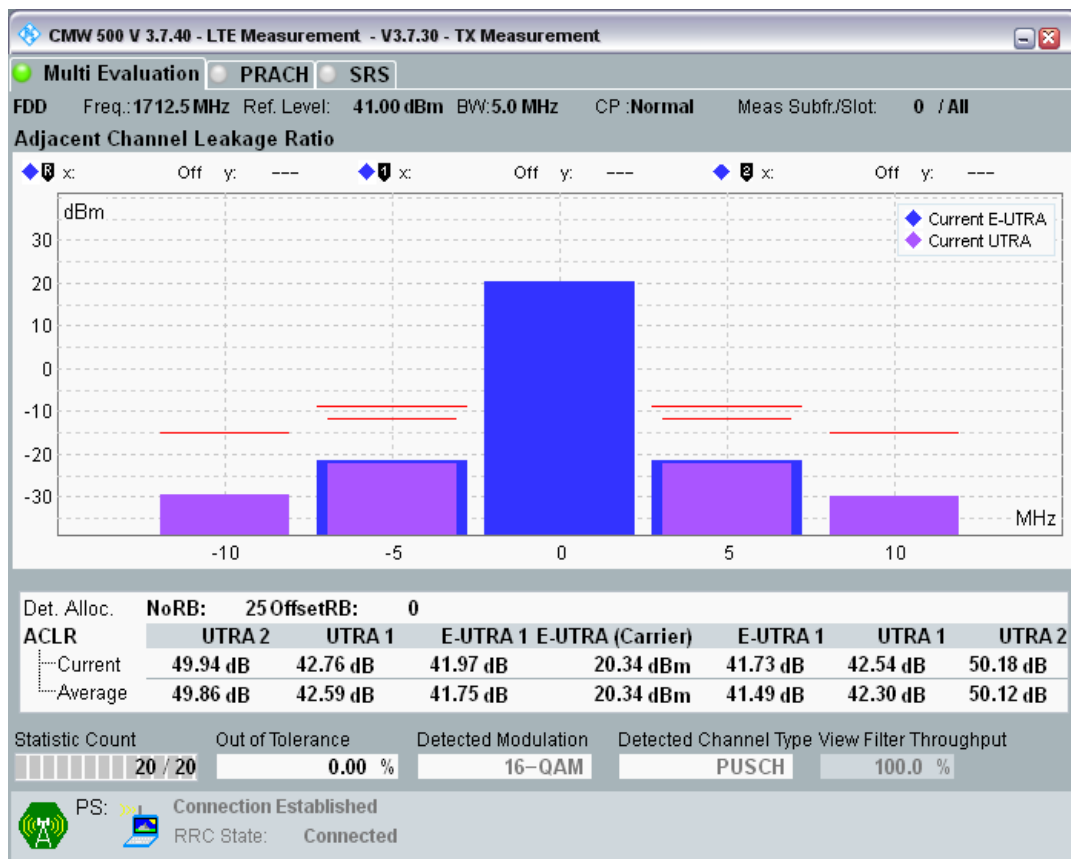 CMW 500 V 3.7.40 - LTE Measurement - V3.7.30 - TX Measurement
Multi Evaluation PRACH SRS
FDD Freq.:1712.5 MHz Ref. Level: 41.00 dBm BW:5.0 MHz CP :Normal Meas Subfr./Slot: 0 / All
Adjacent Channel Leakage Ratio
R x: Off y: --- 1 x: Off y: --- 2 x: Off y: ---
dBm
Current E-UTRA
Current UTRA
30
20
10
0
-10
-20
-30
MHz
-10 -5 0 5 10
Det. Alloc. NoRB: 25 OffsetRB: 0
ACLR UTRA 2 UTRA 1 E-UTRA 1 E-UTRA (Carrier) E-UTRA 1 UTRA 1 UTRA 2
Current 49.94 dB 42.76 dB 41.97 dB 20.34 dBm 41.73 dB 42.54 dB 50.18 dB
Average 49.86 dB 42.59 dB 41.75 dB 20.34 dBm 41.49 dB 42.30 dB 50.12 dB
Statistic Count Out of Tolerance Detected Modulation Detected Channel Type View Filter Throughput
20 / 20 0.00 % 16-QAM PUSCH 100.0 %
PS: Connection Established
RRC State: Connected